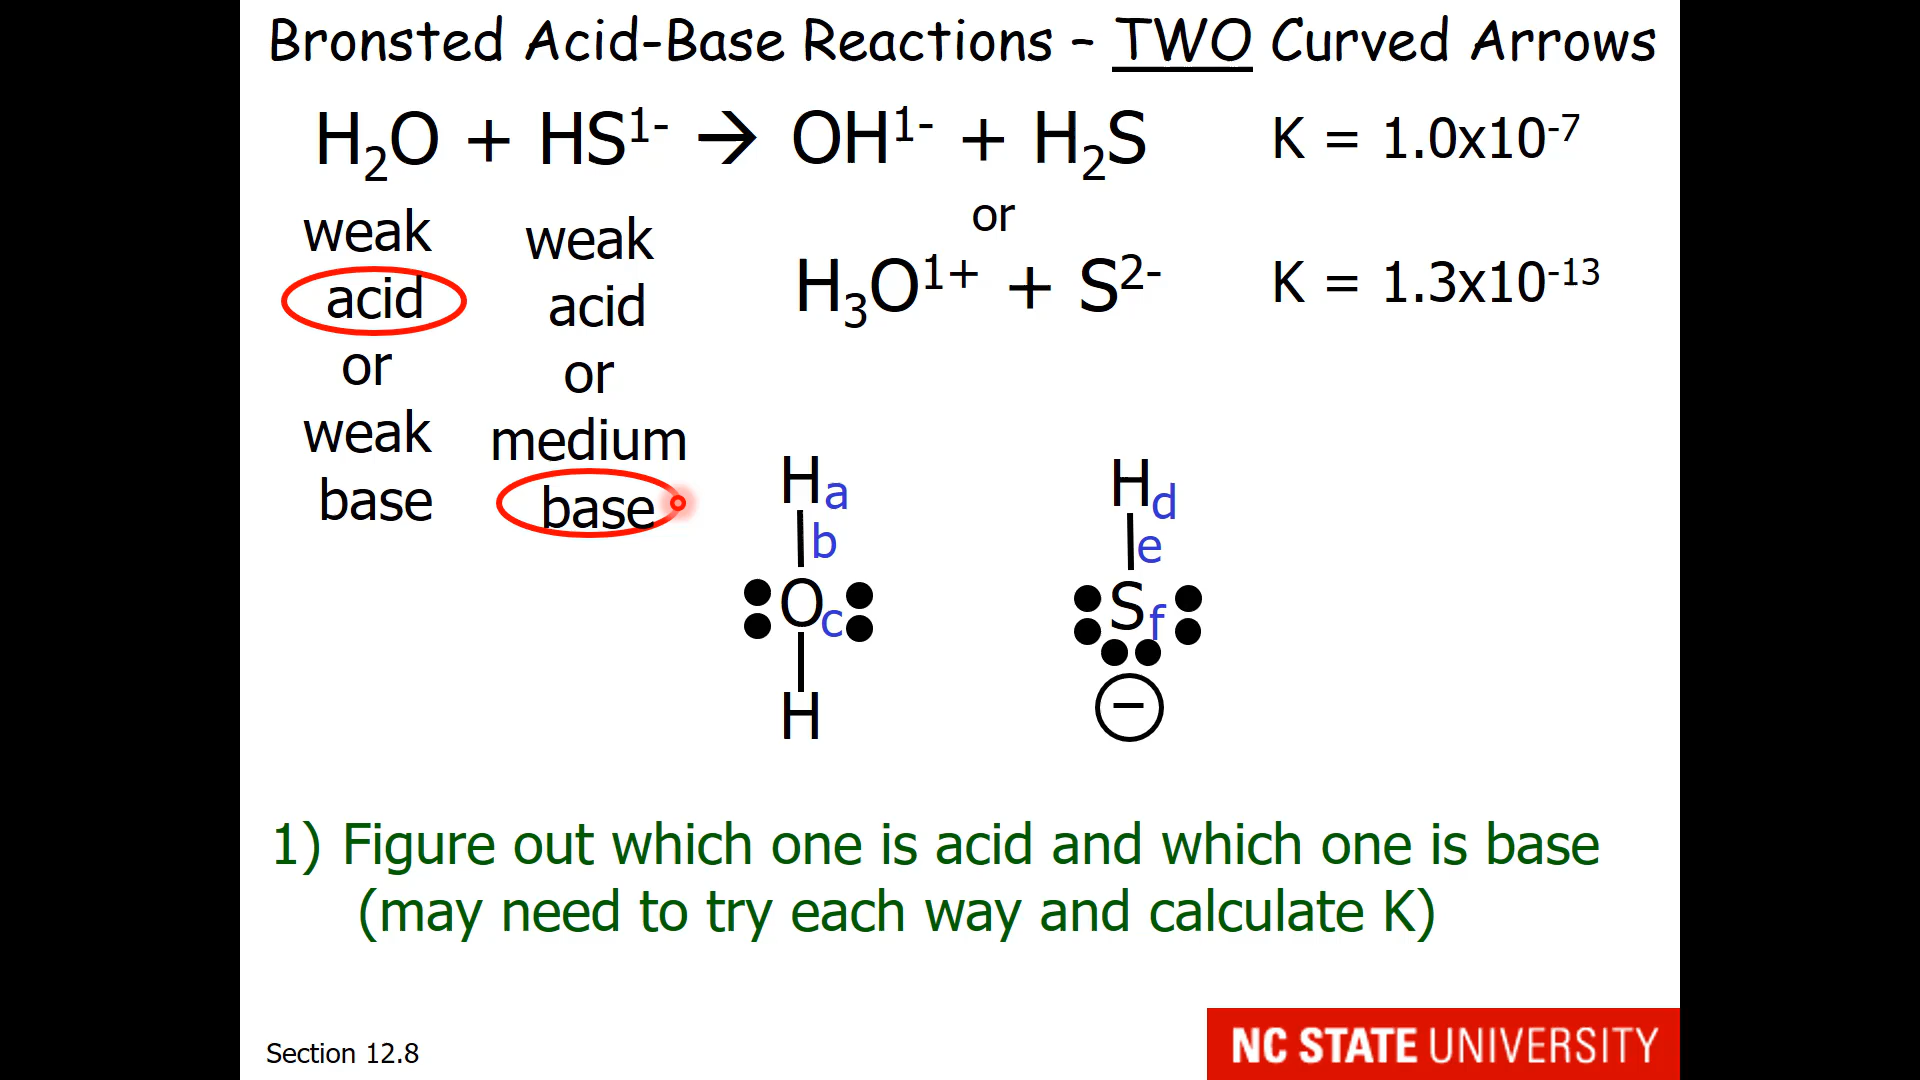 Bronsted Acid-Base Reactions – TWO Curved Arrows
H₂O + HS¹⁻ → OH¹⁻ + H₂S K = 1.0x10⁻⁷
or
H₃O¹⁺ + S²⁻ K = 1.3x10⁻¹³
weak
acid
or
weak
base
weak
acid
or
medium
base
H a
b
O c
H
H d
e
S f
−
1) Figure out which one is acid and which one is base
(may need to try each way and calculate K)
Section 12.8
NC STATE UNIVERSITY